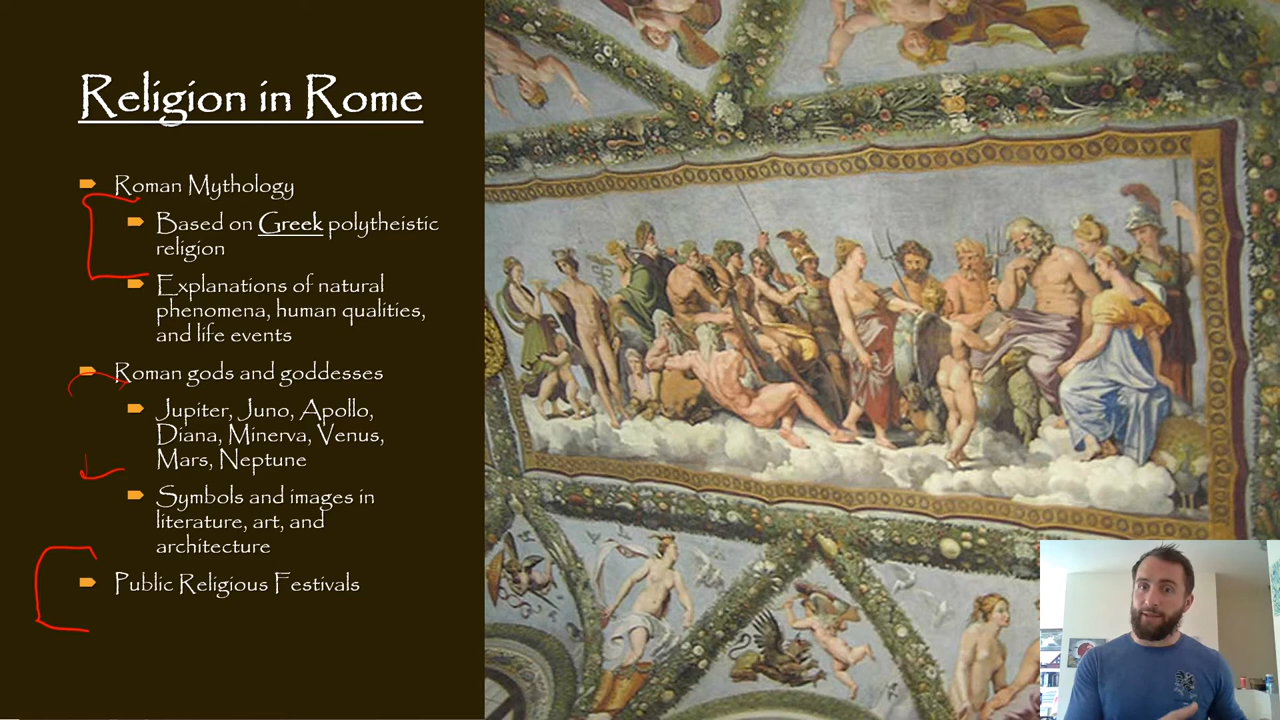 Religion in Rome
Roman Mythology
Based on Greek polytheistic
religion
Explanations of natural
phenomena, human qualities,
and life events
Roman gods and goddesses
Jupiter, Juno, Apollo,
Diana, Minerva, Venus,
Mars, Neptune
Symbols and images in
literature, art, and
architecture
Public Religious Festivals